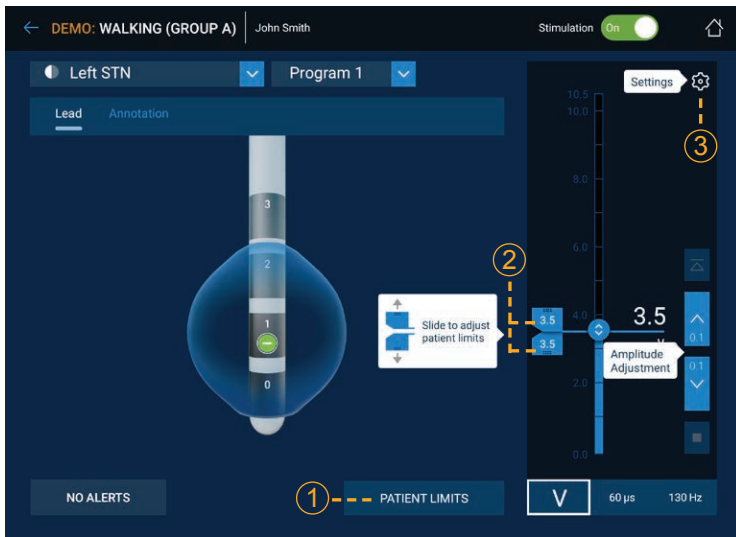 ← DEMO: WALKING (GROUP A) John Smith Stimulation On
Left STN Program 1
Settings
Lead Annotation
3
2
1
0
10.5
10.0
8.0
6.0
4.0
2.0
0.0
3
2
3.5
3.5
Slide to adjust
patient limits
3.5
V
0.1
Amplitude
Adjustment
0.1
NO ALERTS
1 PATIENT LIMITS
V 60 µs 130 Hz